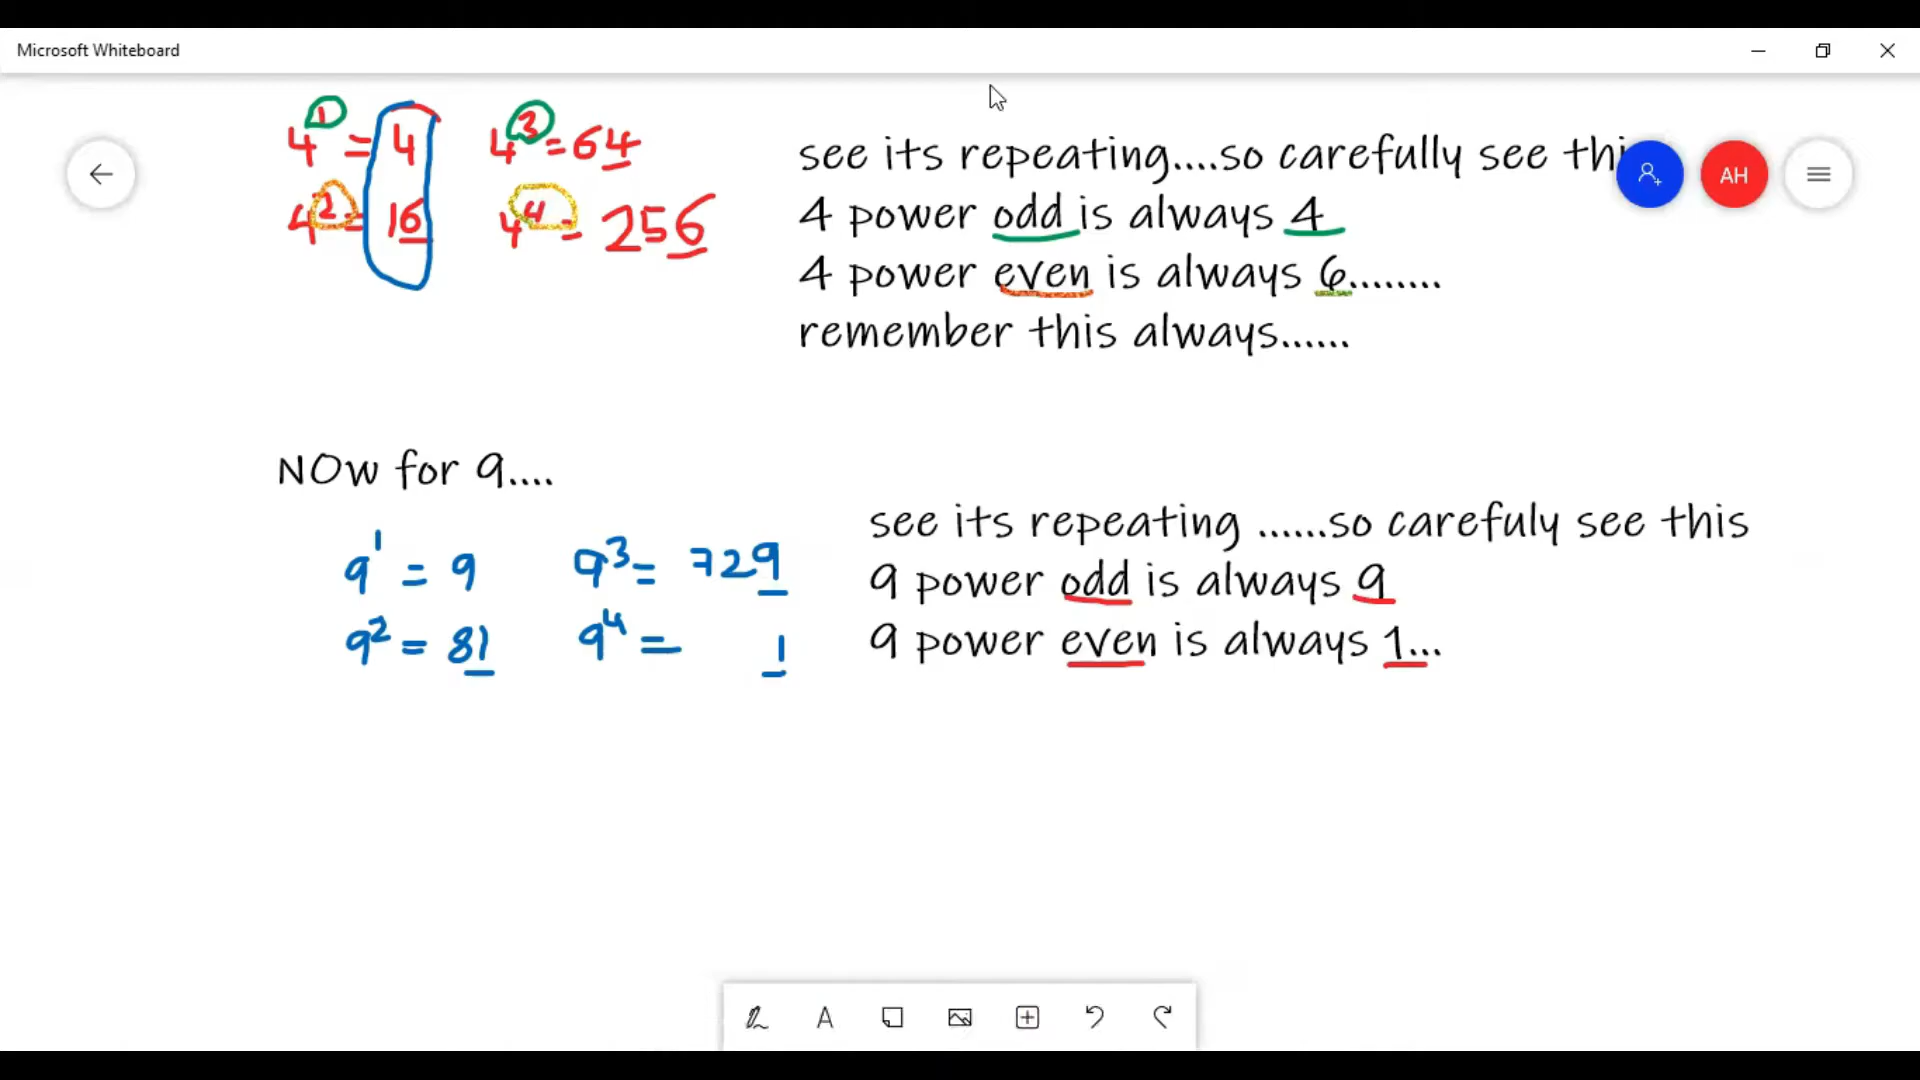 Microsoft Whiteboard
4¹ = 4 4³ = 64
4² = 16 4⁴ = 256
see its repeating....so carefully see thi
AH
4 power odd is always 4
4 power even is always 6........
remember this always......
NOw for 9....
see its repeating ......so carefuly see this
9¹ = 9 9³ = 729
9 power odd is always 9
9² = 81 9⁴ = 1
9 power even is always 1...